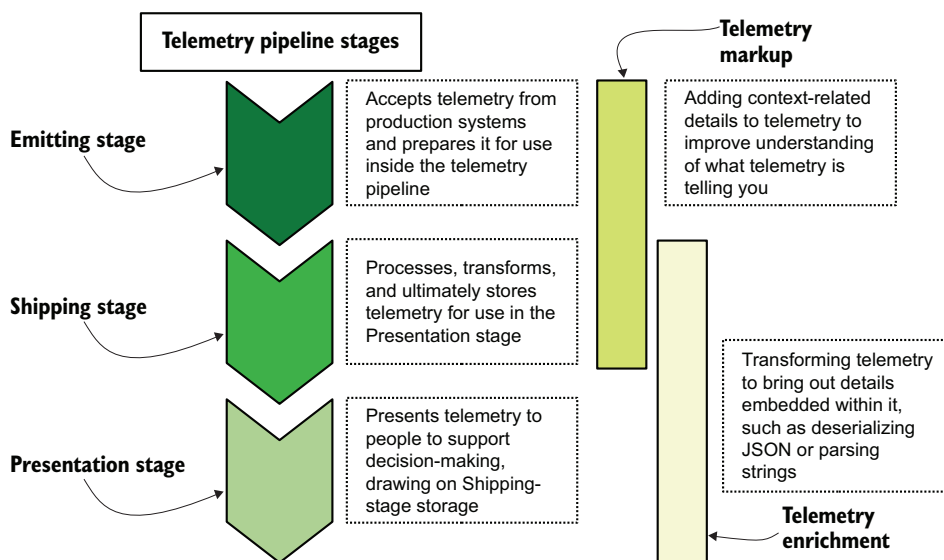 Telemetry pipeline stages
Emitting stage
Accepts telemetry from
production systems
and prepares it for use
inside the telemetry
pipeline
Telemetry
markup
Adding context-related
details to telemetry to
improve understanding
of what telemetry is
telling you
Shipping stage
Processes, transforms,
and ultimately stores
telemetry for use in the
Presentation stage
Transforming telemetry
to bring out details
embedded within it,
such as deserializing
JSON or parsing
strings
Presentation stage
Presents telemetry to
people to support
decision-making,
drawing on Shipping-
stage storage
Telemetry
enrichment